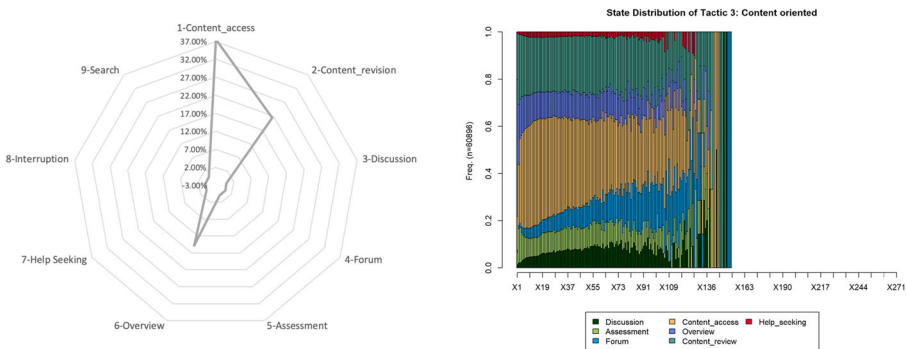 1-Content_access
37.00%
32.00%
27.00%
22.00%
17.00%
12.00%
7.00%
2.00%
-3.00%
2-Content_revision
3-Discussion
4-Forum
5-Assessment
6-Overview
7-Help Seeking
8-Interruption
9-Search
State Distribution of Tactic 3: Content oriented
Freq. (n=60896)
1.0
0.8
0.6
0.4
0.2
0.0
X1 X19 X37 X55 X73 X91 X109 X136 X163 X190 X217 X244 X271
Discussion Content_access Help_seeking
Assessment Overview
Forum Content_review